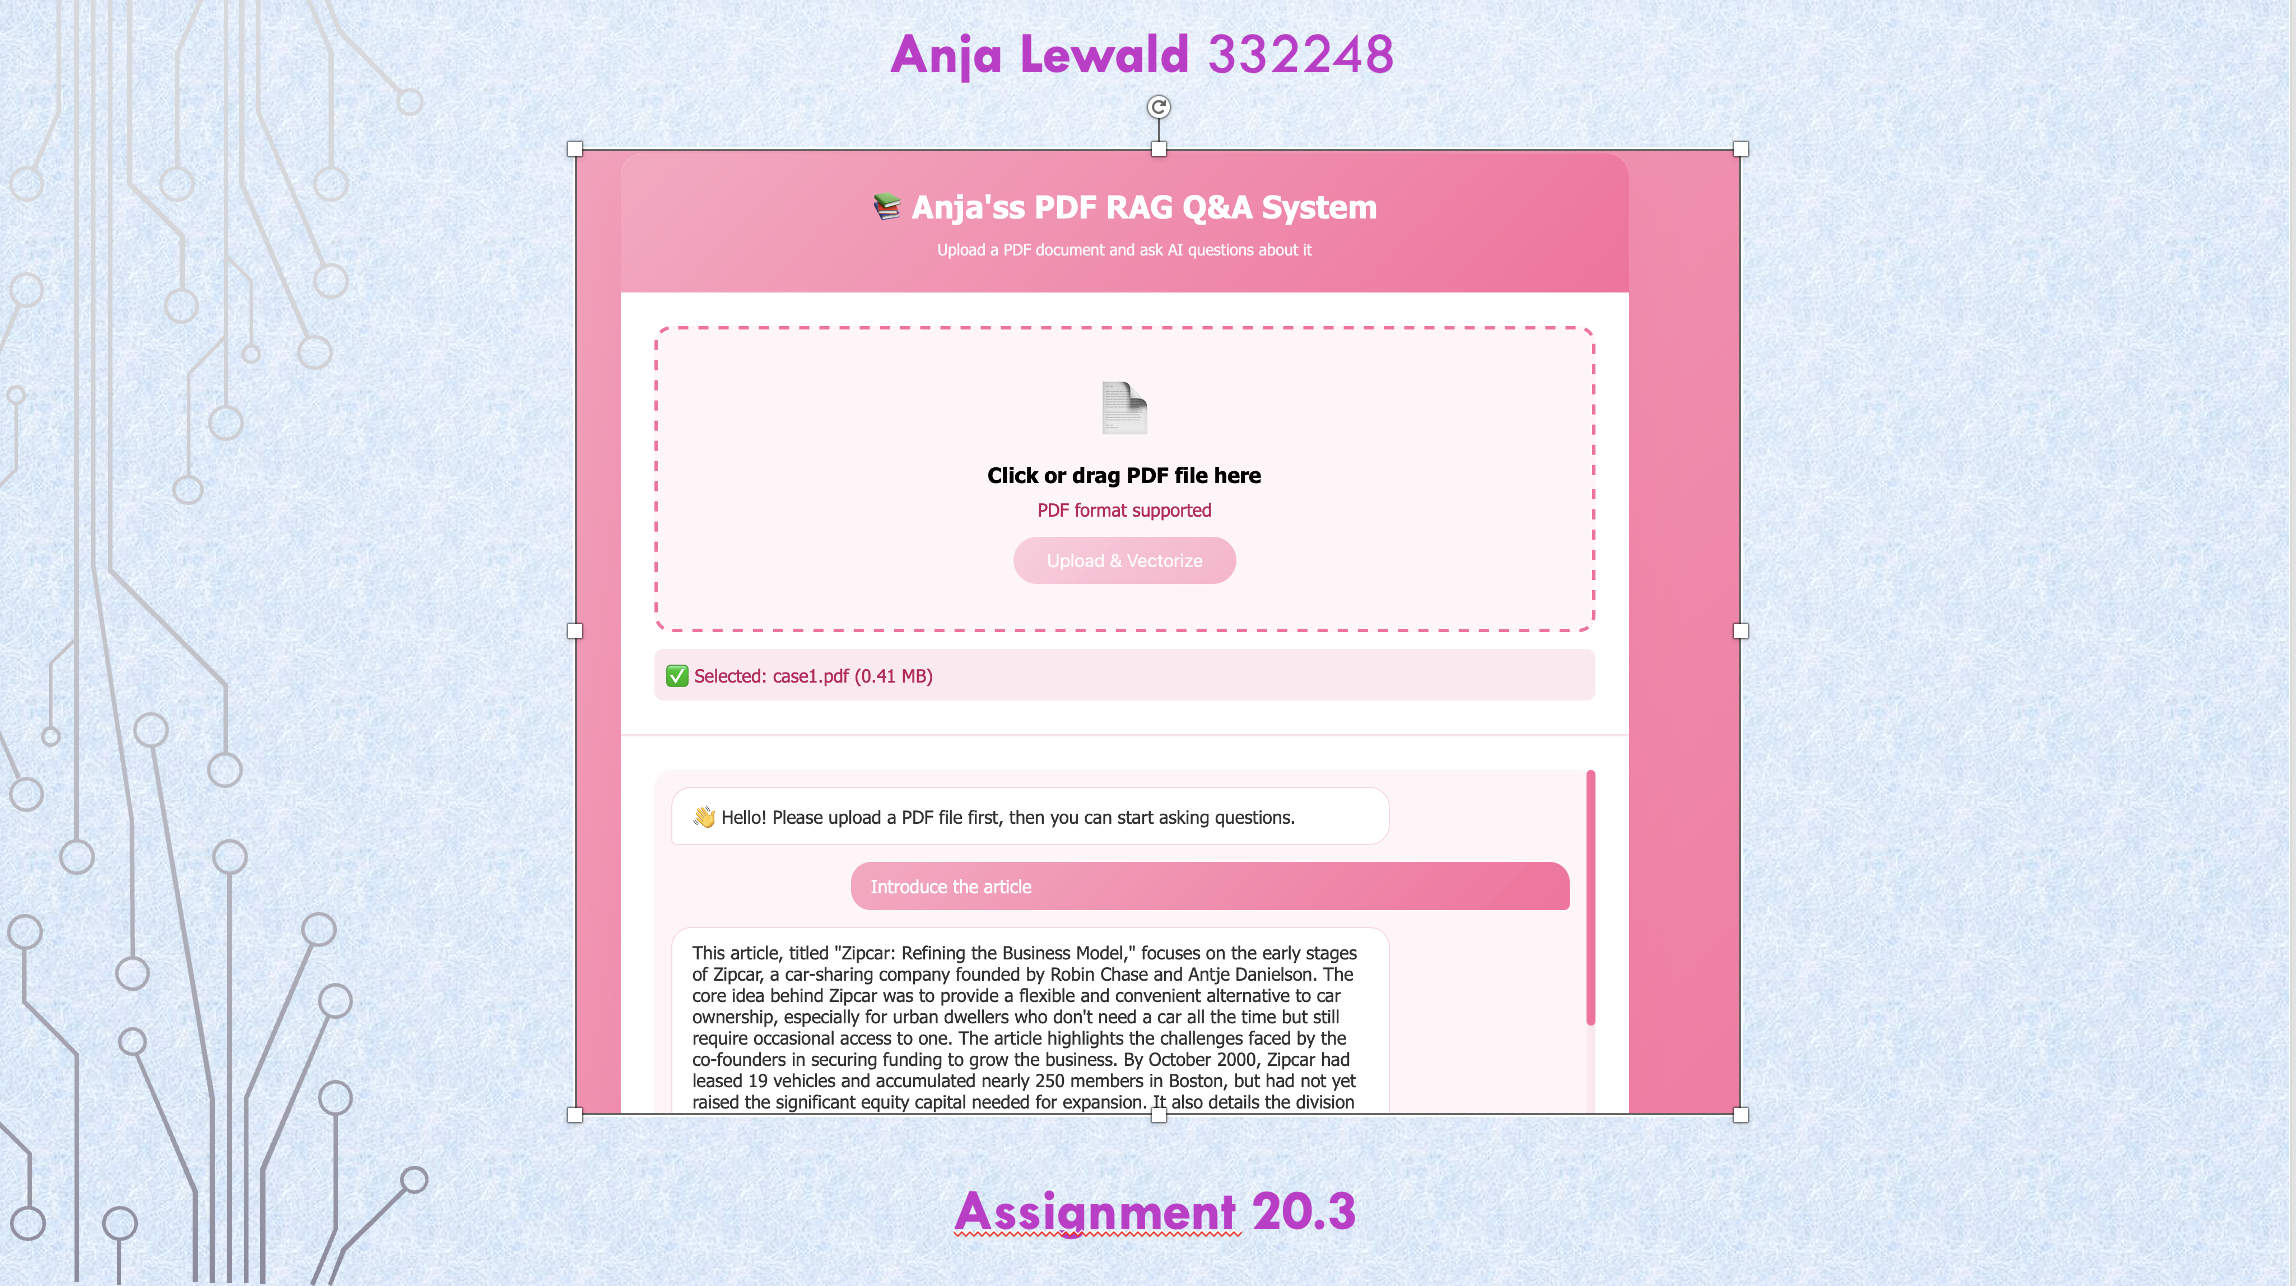 Anja Lewald 332248
📚 Anja'ss PDF RAG Q&A System
Upload a PDF document and ask AI questions about it
Click or drag PDF file here
PDF format supported
Upload & Vectorize
✅ Selected: case1.pdf (0.41 MB)
👋 Hello! Please upload a PDF file first, then you can start asking questions.
Introduce the article
This article, titled "Zipcar: Refining the Business Model," focuses on the early stages
of Zipcar, a car-sharing company founded by Robin Chase and Antje Danielson. The
core idea behind Zipcar was to provide a flexible and convenient alternative to car
ownership, especially for urban dwellers who don't need a car all the time but still
require occasional access to one. The article highlights the challenges faced by the
co-founders in securing funding to grow the business. By October 2000, Zipcar had
leased 19 vehicles and accumulated nearly 250 members in Boston, but had not yet
raised the significant equity capital needed for expansion. It also details the division
Assignment 20.3